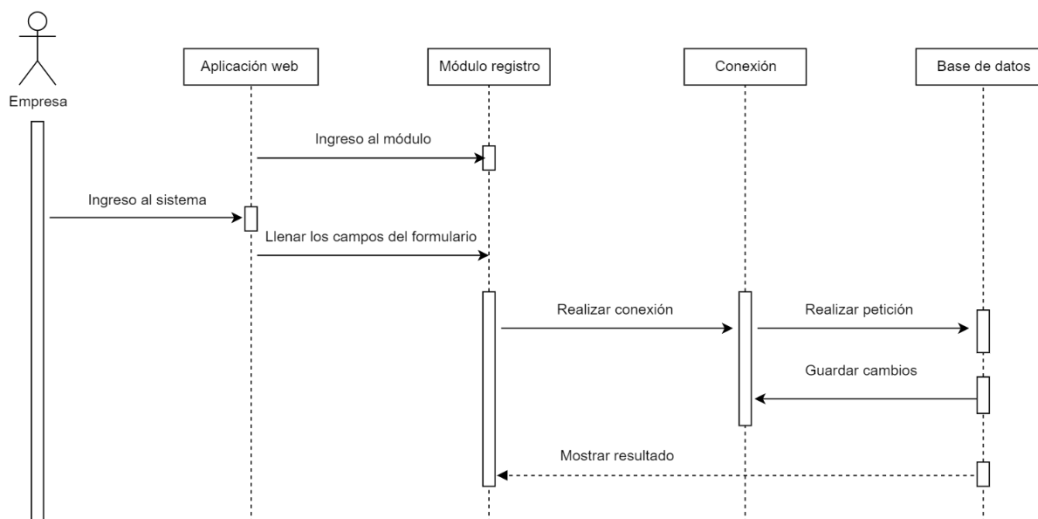 Aplicación web
Módulo registro
Conexión
Base de datos
Empresa
Ingreso al módulo
Ingreso al sistema
Llenar los campos del formulario
Realizar conexión
Realizar petición
Guardar cambios
Mostrar resultado